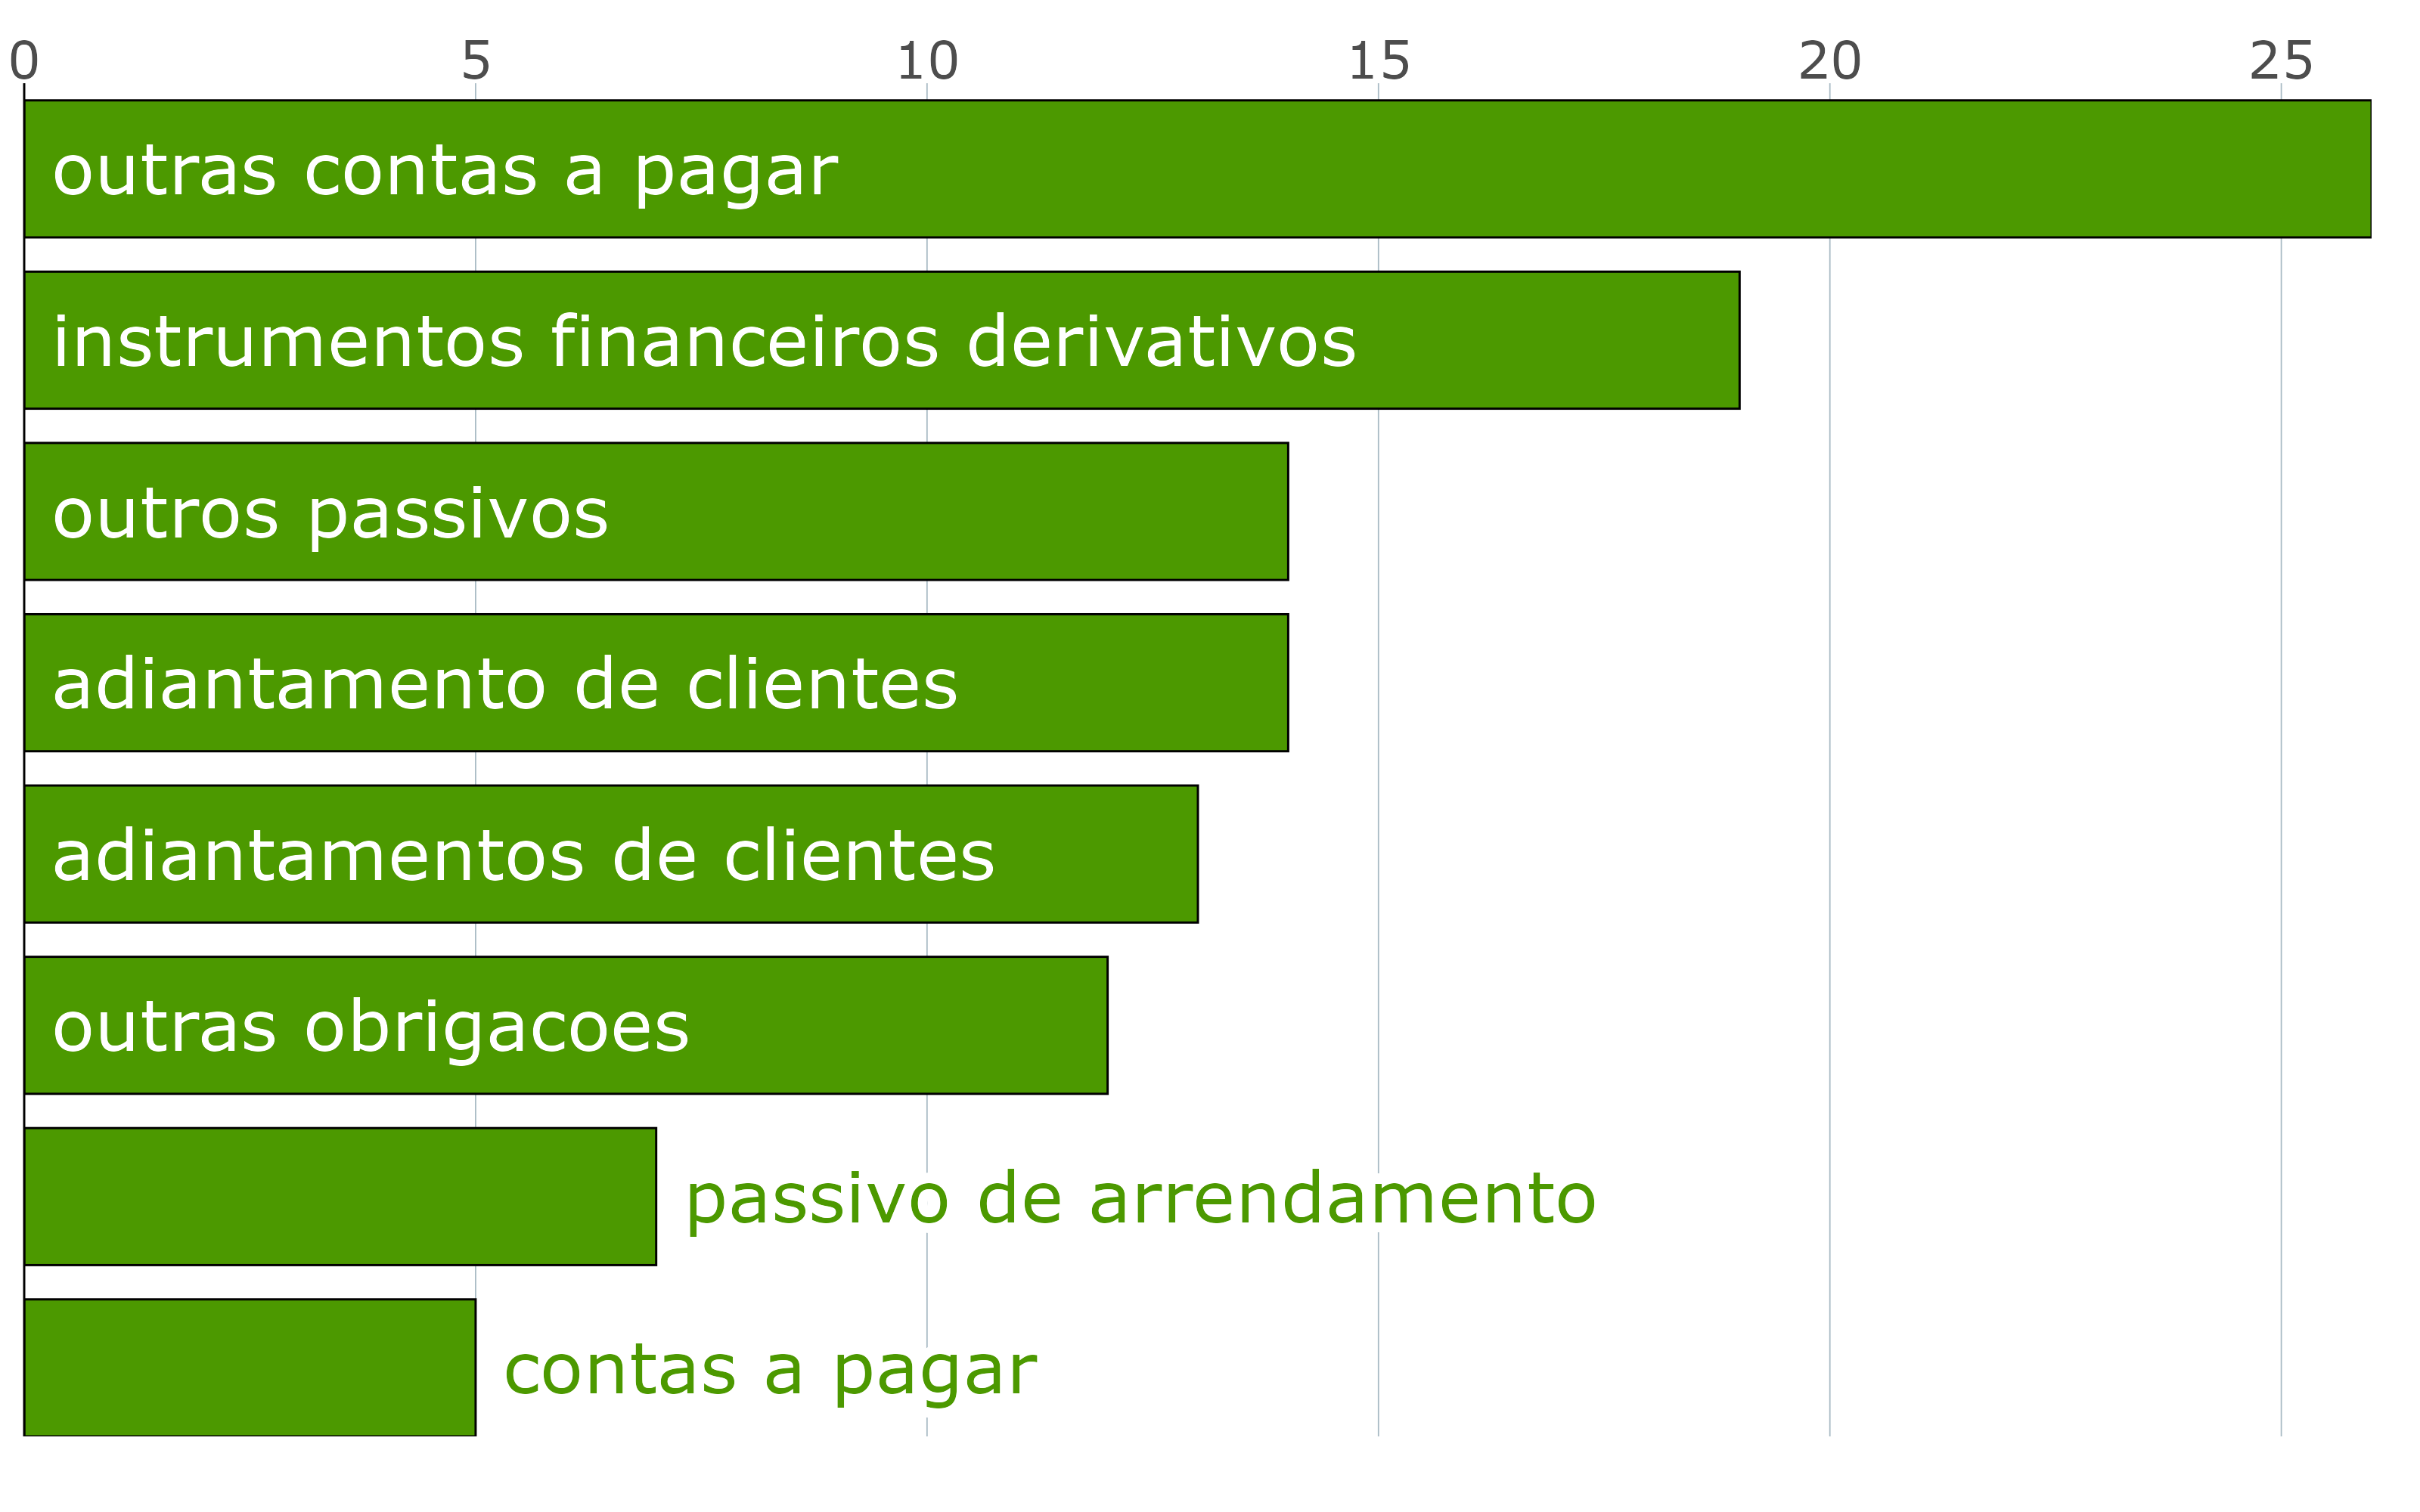 0 5 10 15 20 25
outras contas a pagar
instrumentos financeiros derivativos
outros passivos
adiantamento de clientes
adiantamentos de clientes
outras obrigacoes
passivo de arrendamento
contas a pagar